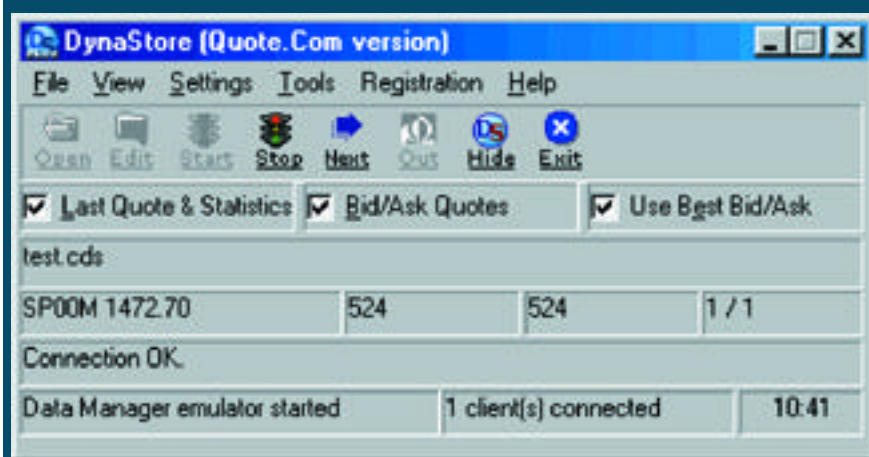 DynaStore (Quote.Com version)
File View Settings Tools Registration Help
Open Edit Start Stop Next Out Hide Exit
Last Quote & Statistics Bid/Ask Quotes Use Best Bid/Ask
test.cds
SP00M 1472.70 524 524 1 / 1
Connection OK.
Data Manager emulator started 1 client(s) connected 10:41